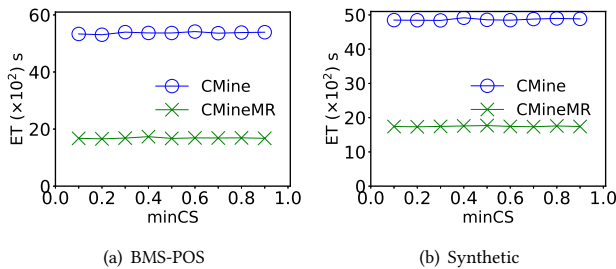 60
40
20
0
ET (×10²) s
CMine
CMineMR
0.0 0.2 0.4 0.6 0.8 1.0
minCS
(a) BMS-POS
50
40
30
20
10
0
ET (×10²) s
CMine
CMineMR
0.0 0.2 0.4 0.6 0.8 1.0
minCS
(b) Synthetic